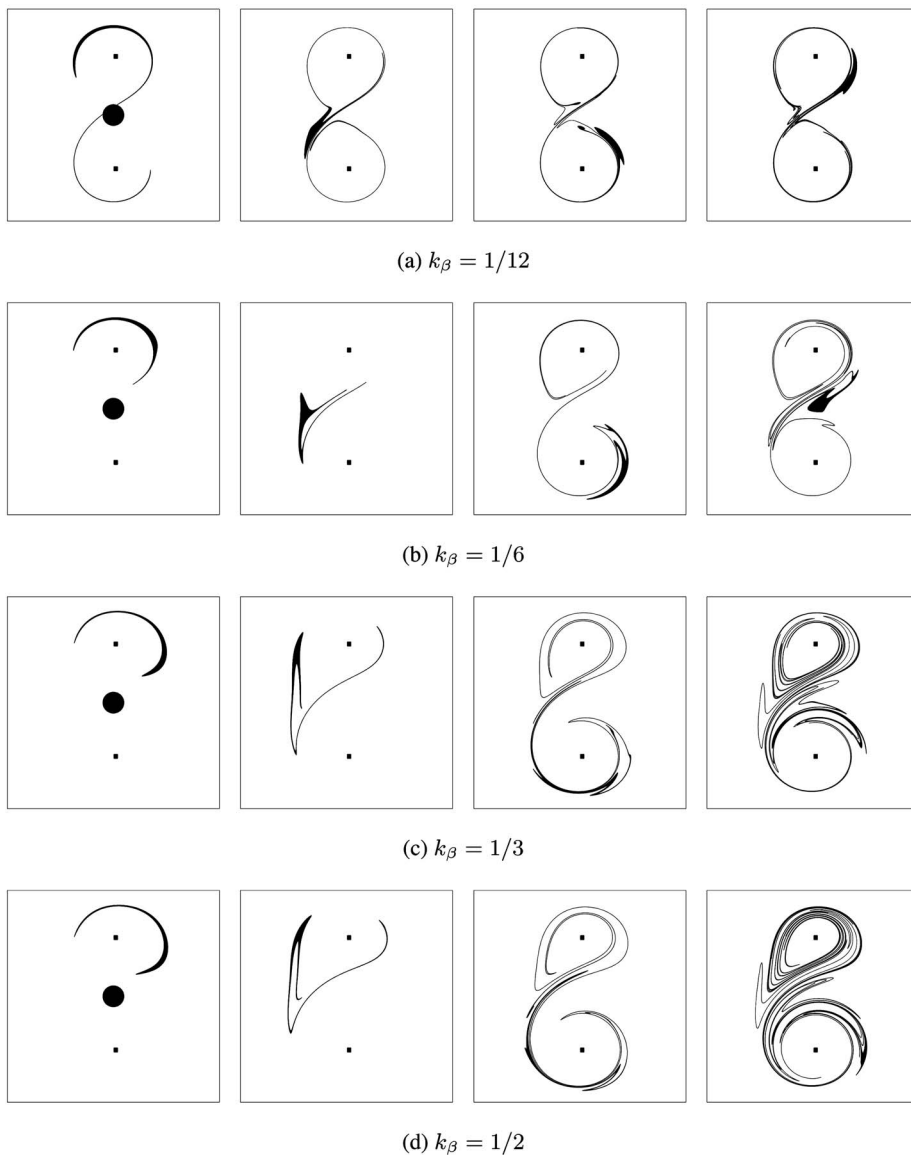 (a) $k_\beta = 1/12$
(b) $k_\beta = 1/6$
(c) $k_\beta = 1/3$
(d) $k_\beta = 1/2$